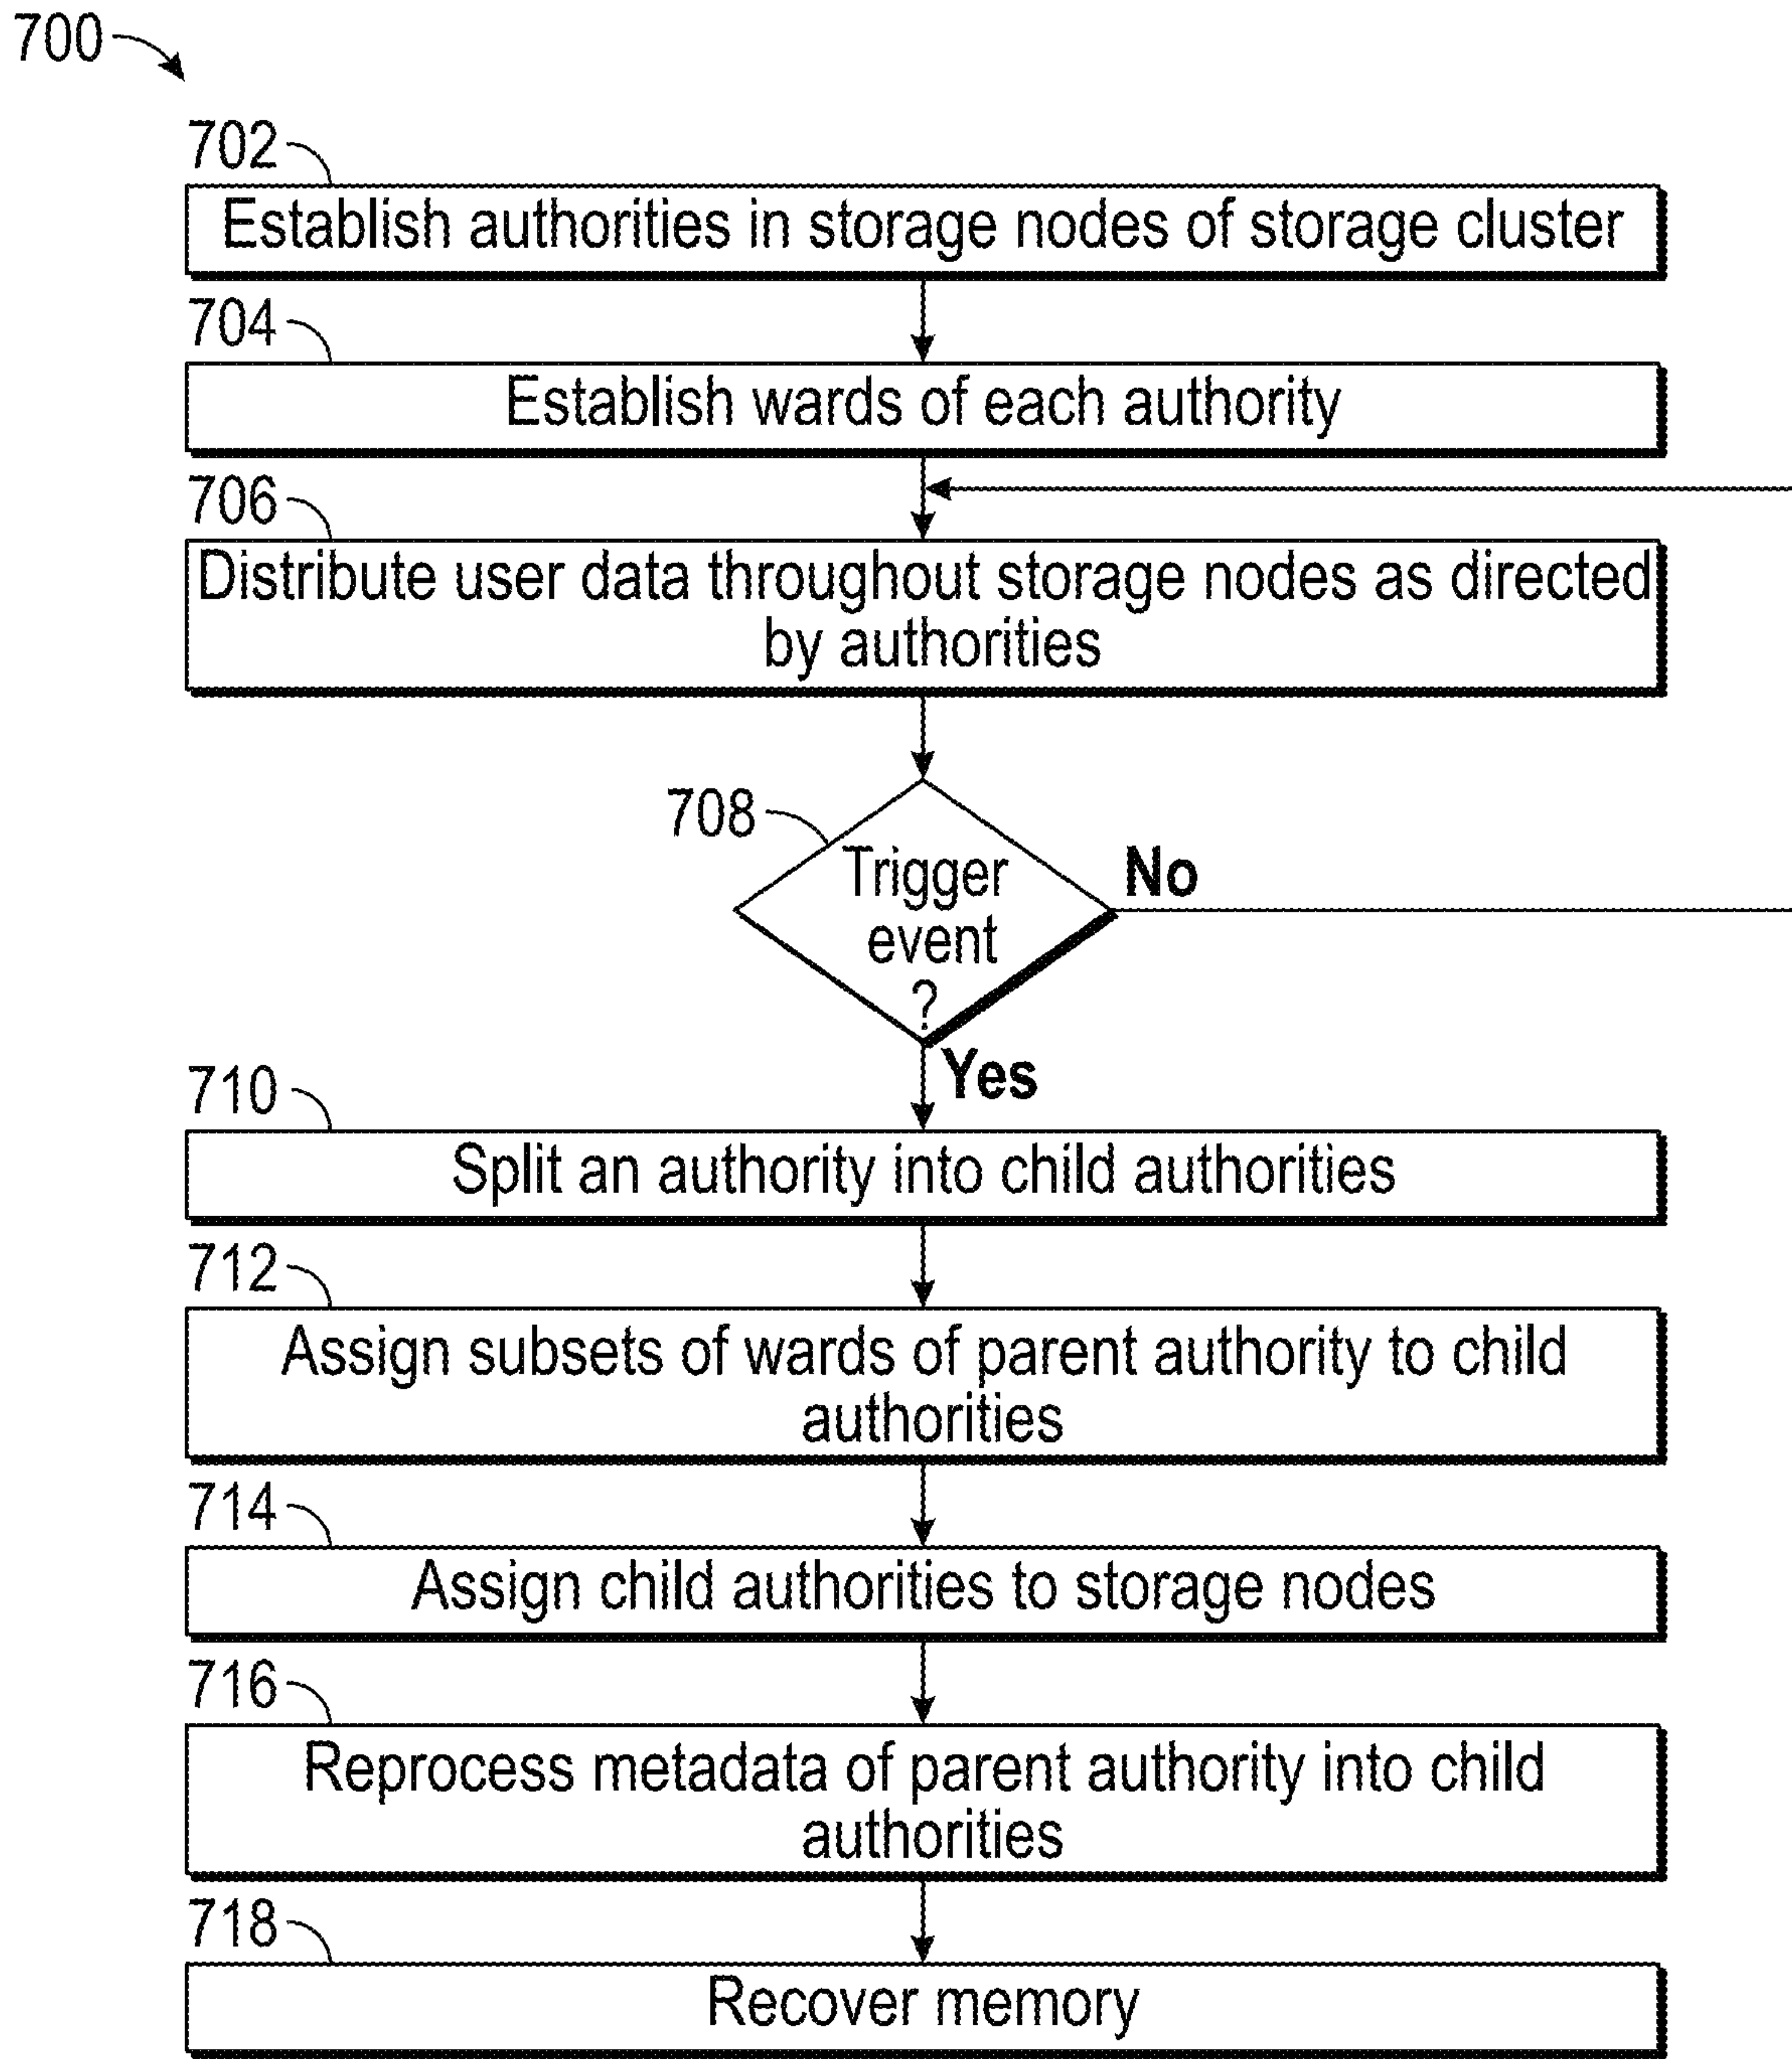 700
702
Establish authorities in storage nodes of storage cluster
704
Establish wards of each authority
706
Distribute user data throughout storage nodes as directed
by authorities
708
Trigger
event
?
No
Yes
710
Split an authority into child authorities
712
Assign subsets of wards of parent authority to child
authorities
714
Assign child authorities to storage nodes
716
Reprocess metadata of parent authority into child
authorities
718
Recover memory